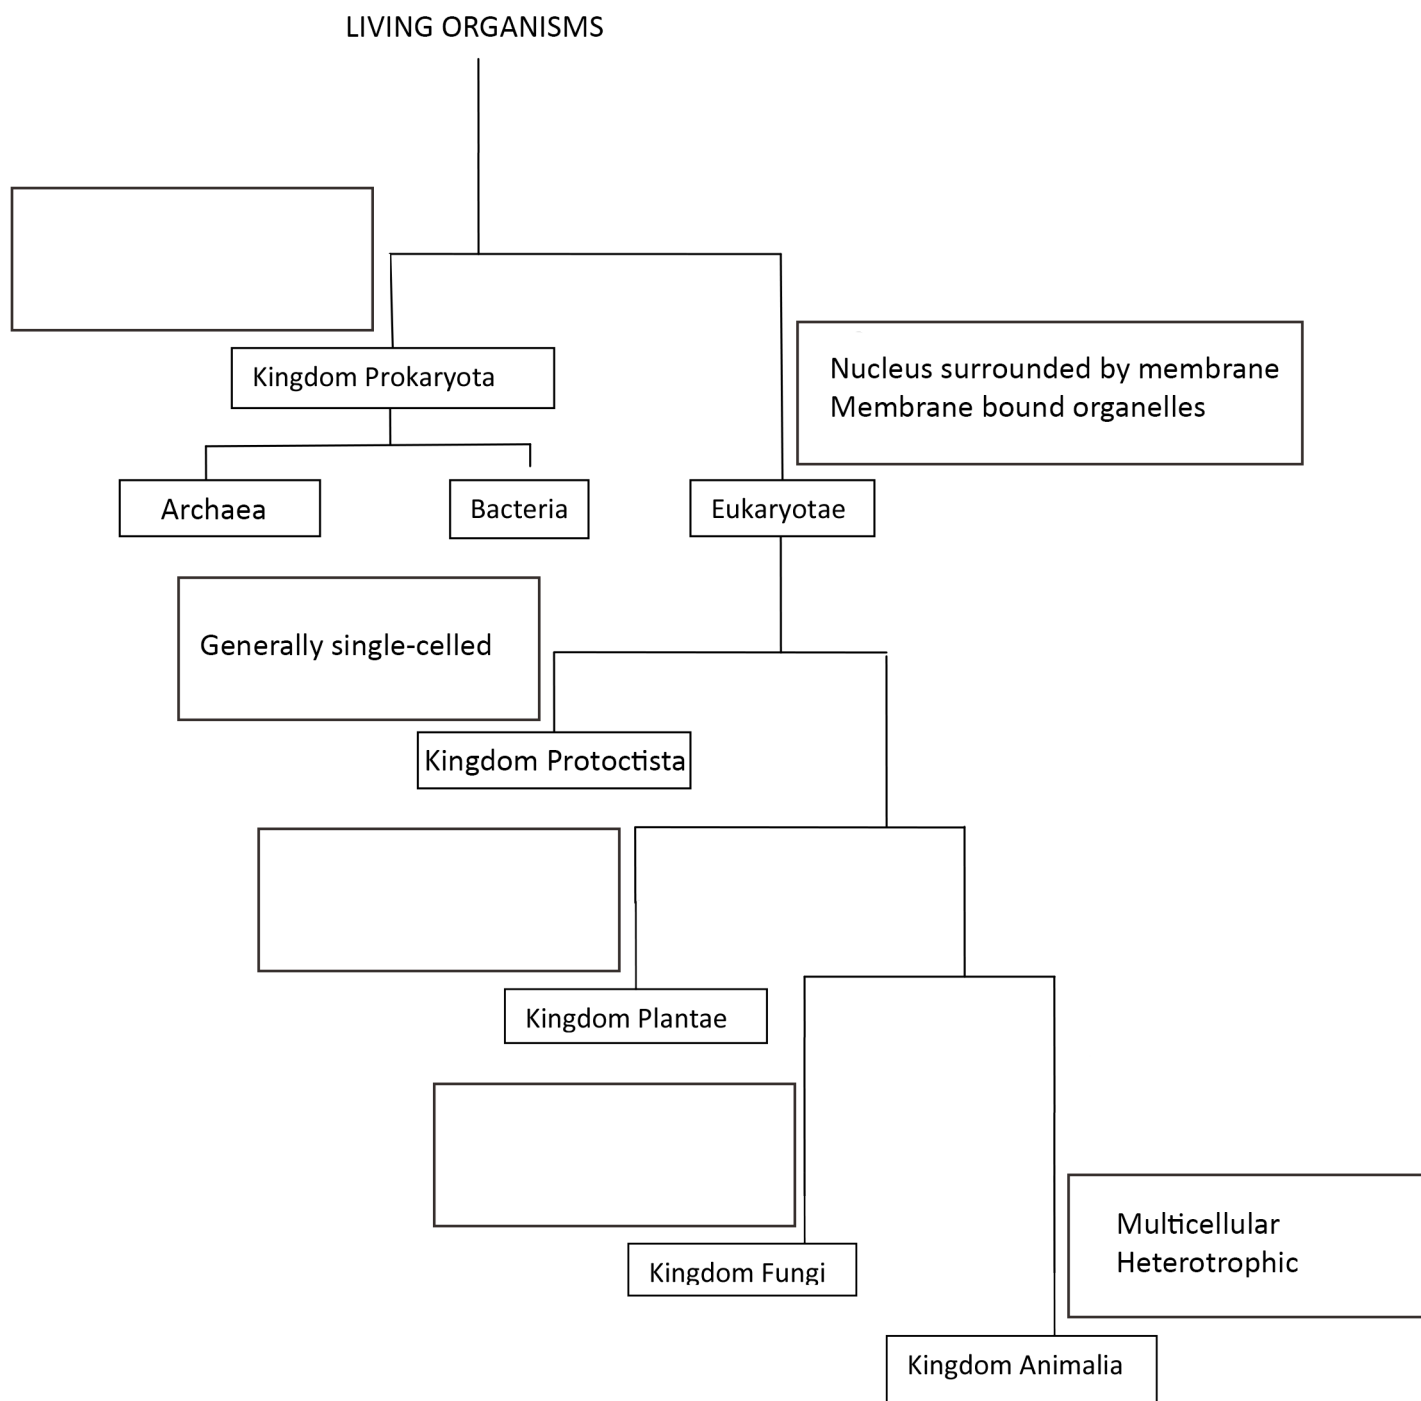 LIVING ORGANISMS
Kingdom Prokaryota
Nucleus surrounded by membrane
Membrane bound organelles
Archaea
Bacteria
Eukaryotae
Generally single-celled
Kingdom Protoctista
Kingdom Plantae
Multicellular
Heterotrophic
Kingdom Fungi
Kingdom Animalia